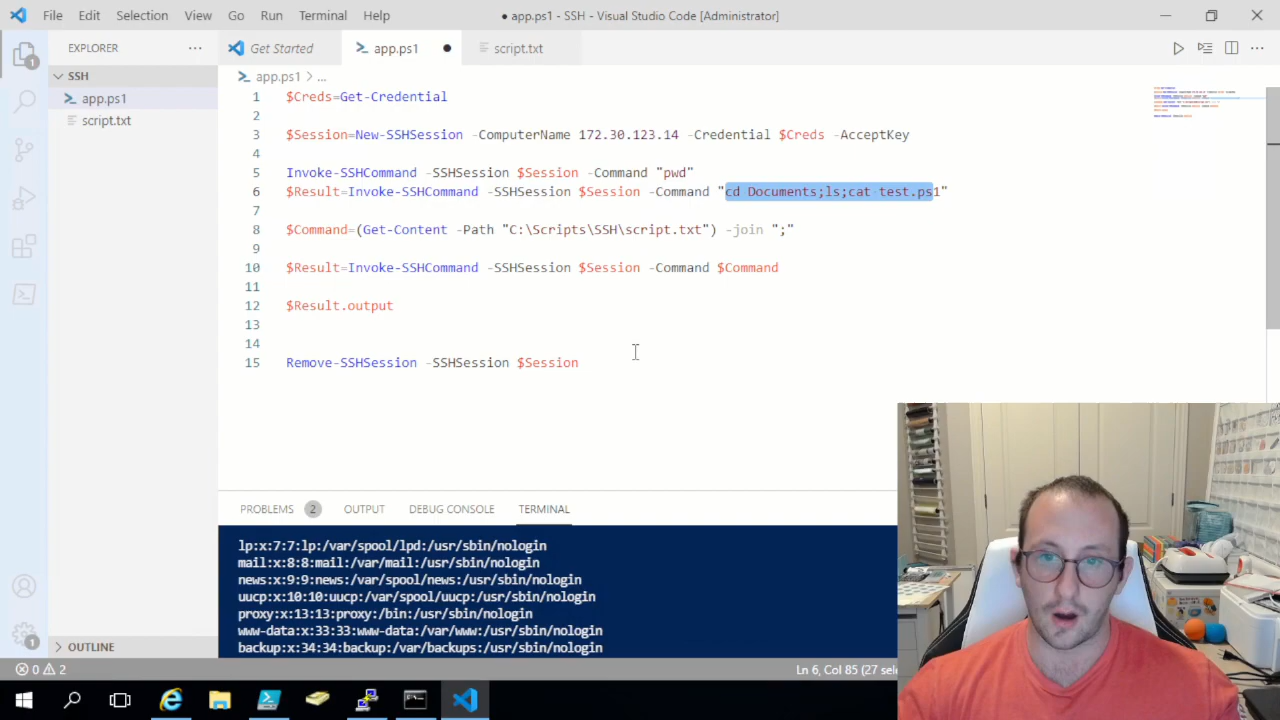 File Edit Selection View Go Run Terminal Help
● app.ps1 - SSH - Visual Studio Code [Administrator]
EXPLORER
Get Started
app.ps1
script.txt
SSH
app.ps1
script.txt
OUTLINE
app.ps1 > ...
1 $Creds=Get-Credential
3 $Session=New-SSHSession -ComputerName 172.30.123.14 -Credential $Creds -AcceptKey
4
5 Invoke-SSHCommand -SSHSession $Session -Command "pwd"
6 $Result=Invoke-SSHCommand -SSHSession $Session -Command "cd Documents;ls;cat test.ps1"
7
8 $Command=(Get-Content -Path "C:\Scripts\SSH\script.txt") -join ";"
9
10 $Result=Invoke-SSHCommand -SSHSession $Session -Command $Command
11
12 $Result.output
13
14
15 Remove-SSHSession -SSHSession $Session
PROBLEMS 2 OUTPUT DEBUG CONSOLE TERMINAL
lp:x:7:7:lp:/var/spool/lpd:/usr/sbin/nologin
mail:x:8:8:mail:/var/mail:/usr/sbin/nologin
news:x:9:9:news:/var/spool/news:/usr/sbin/nologin
uucp:x:10:10:uucp:/var/spool/uucp:/usr/sbin/nologin
proxy:x:13:13:proxy:/bin:/usr/sbin/nologin
www-data:x:33:33:www-data:/var/www:/usr/sbin/nologin
backup:x:34:34:backup:/var/backups:/usr/sbin/nologin
0 2
Ln 6, Col 85 (27 sele